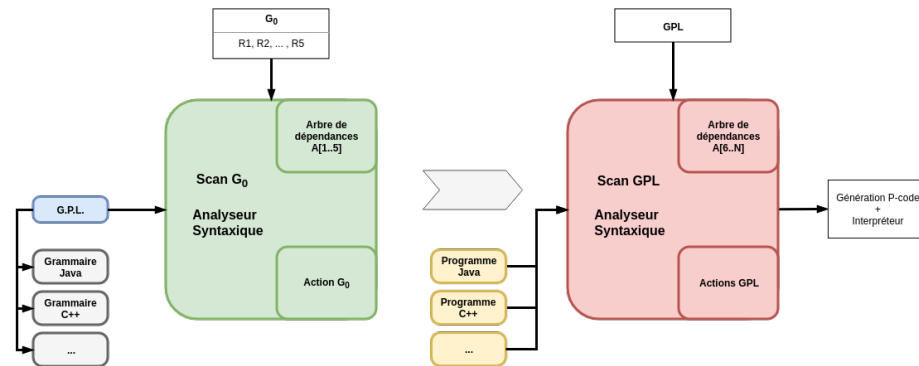 G0
R1, R2, ... , R5
GPL
Arbre de
dépendances
A[1..5]
Scan G0
Analyseur
Syntaxique
Action G0
G.P.L.
Grammaire
Java
Grammaire
C++
...
Arbre de
dépendances
A[6..N]
Scan GPL
Analyseur
Syntaxique
Actions GPL
Programme
Java
Programme
C++
...
Génération P-code
+
Interpréteur